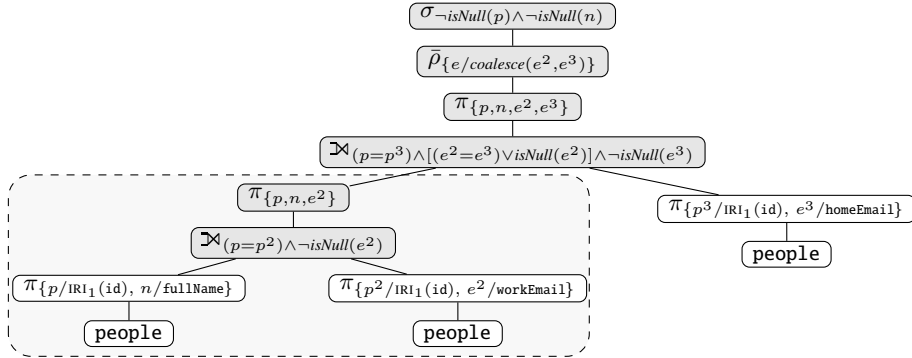 σ¬isNull(p)∧¬isNull(n)
ρ̄{e/coalesce(e²,e³)}
π{p,n,e²,e³}
⟕(p=p³)∧[(e²=e³)∨isNull(e²)]∧¬isNull(e³)
π{p,n,e²}
π{p³/IRI₁(id), e³/homeEmail}
⟕(p=p²)∧¬isNull(e²)
people
π{p/IRI₁(id), n/fullName}
π{p²/IRI₁(id), e²/workEmail}
people
people